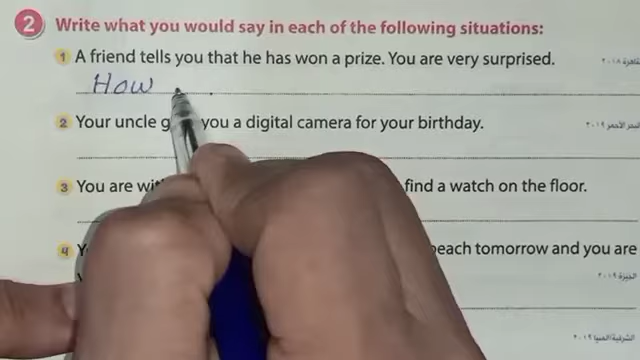 2 Write what you would say in each of the following situations:
1 A friend tells you that he has won a prize. You are very surprised.
How
2 Your uncle you a digital camera for your birthday.
3 You are find a watch on the floor.
4 tomorrow and you are
الجيزة ٢٠١٩